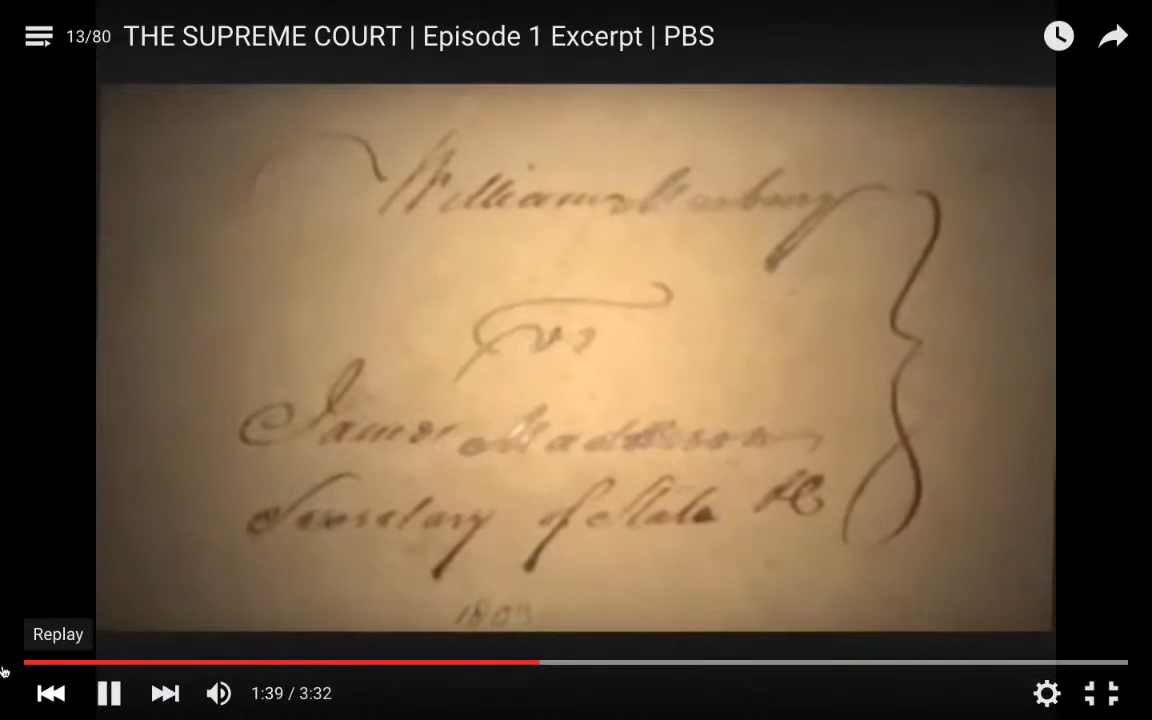 13/80 THE SUPREME COURT | Episode 1 Excerpt | PBS
William Marbury
vs
James Madison
Secretary of State &c
1803
Replay
1:39 / 3:32